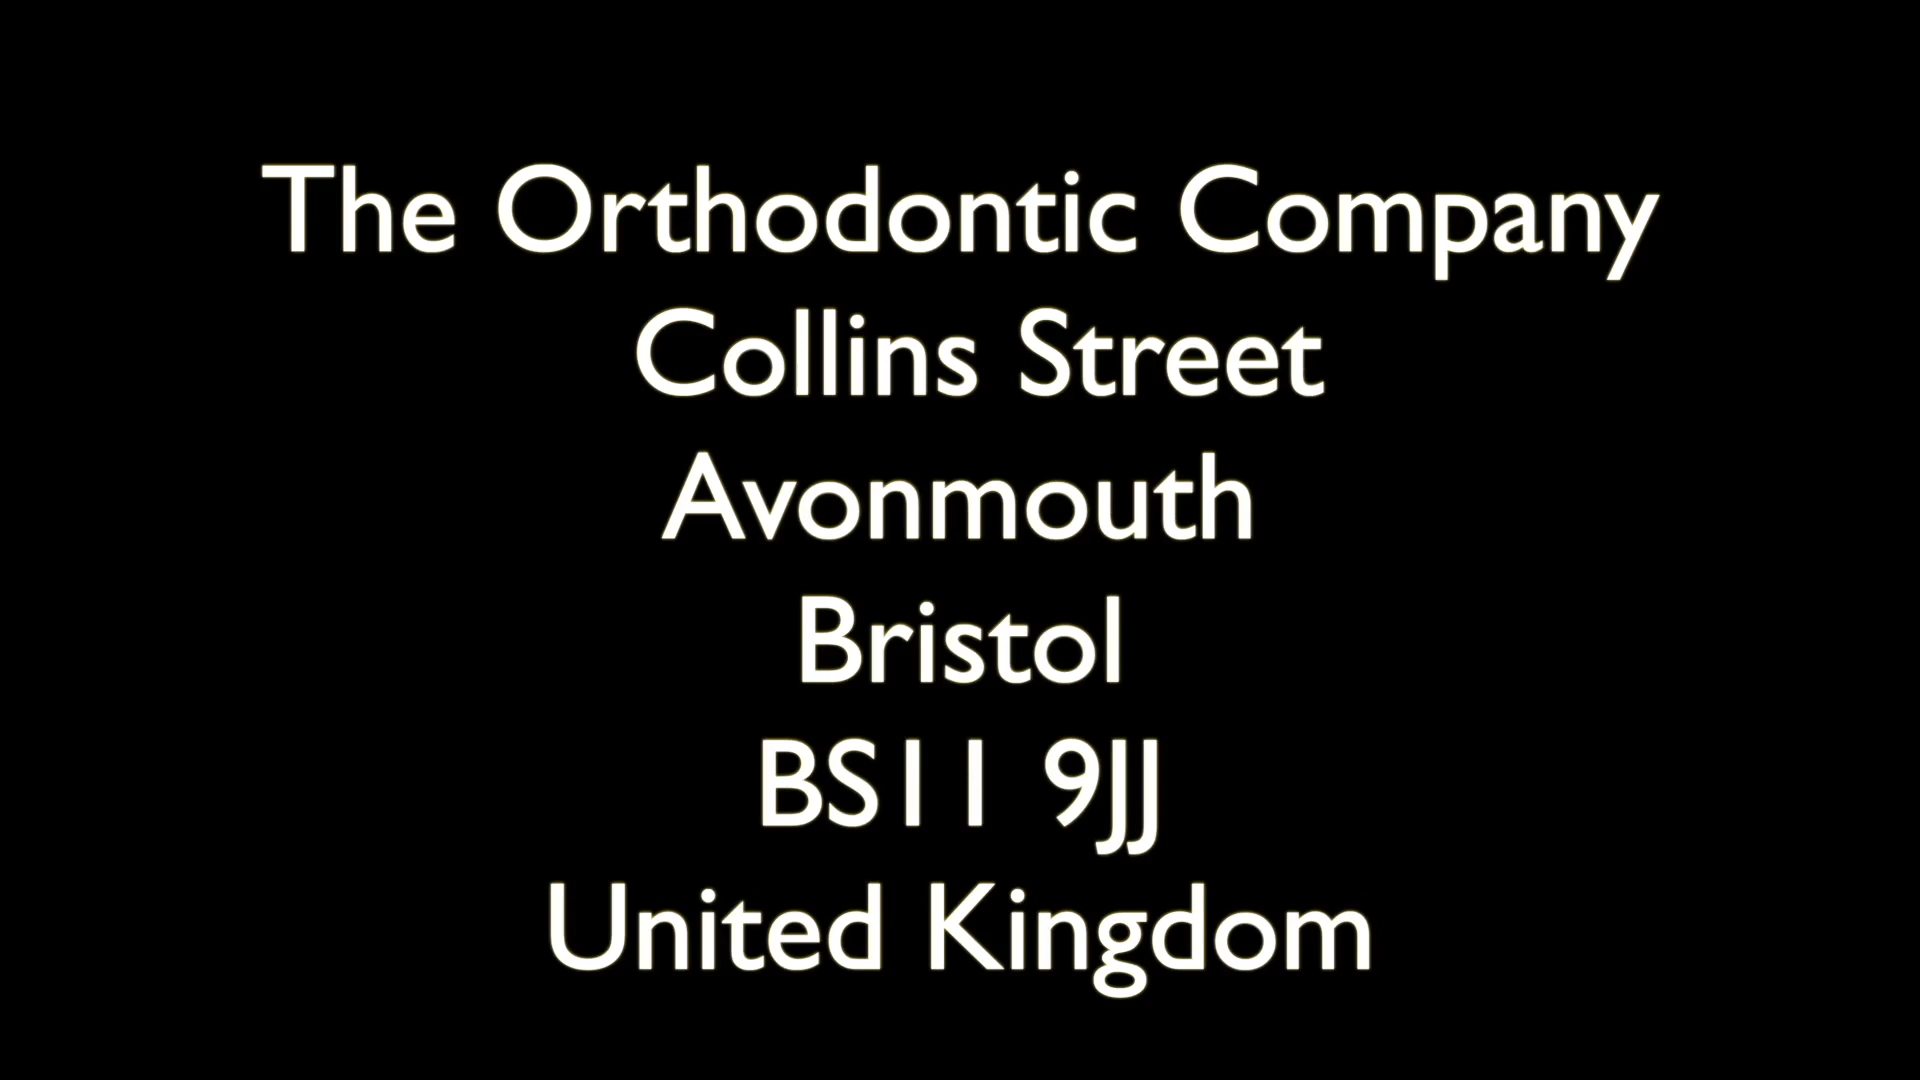 The Orthodontic Company
Collins Street
Avonmouth
Bristol
BS11 9JJ
United Kingdom